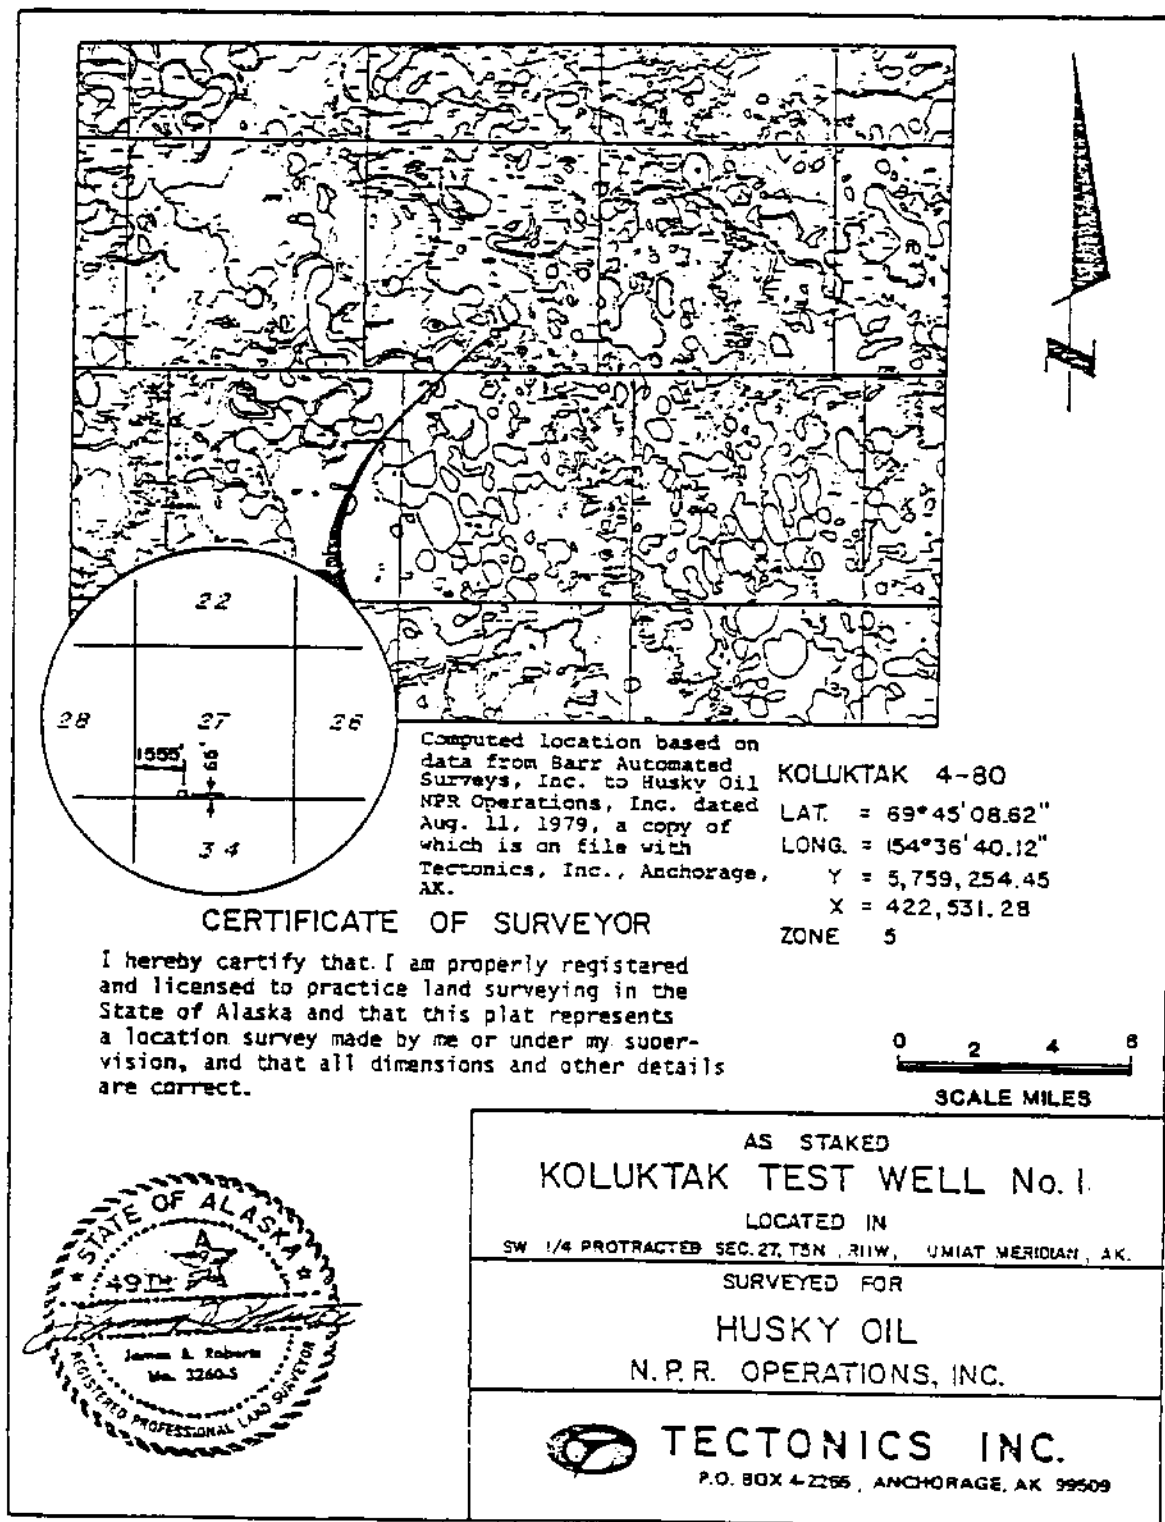 22
28
27
26
1555'
66'
34
Computed location based on
data from Barr Automated
Surveys, Inc. to Husky Oil
NPR Operations, Inc. dated
Aug. 11, 1979, a copy of
which is on file with
Tectonics, Inc., Anchorage,
AK.
KOLUKTAK 4-80
LAT. = 69°45'08.62"
LONG. = 154°36'40.12"
Y = 5,759,254.45
X = 422,531.28
ZONE 5
CERTIFICATE OF SURVEYOR
I hereby certify that I am properly registered
and licensed to practice land surveying in the
State of Alaska and that this plat represents
a location survey made by me or under my super-
vision, and that all dimensions and other details
are correct.
0 2 4 6
SCALE MILES
STATE OF ALASKA
49TH
James A. Roberts
No. 3260-S
REGISTERED PROFESSIONAL LAND SURVEYOR
AS STAKED
KOLUKTAK TEST WELL No. 1
LOCATED IN
SW 1/4 PROTRACTED SEC. 27, T5N, R11W, UMIAT MERIDIAN, AK.
SURVEYED FOR
HUSKY OIL
N.P.R. OPERATIONS, INC.
TECTONICS INC.
P.O. BOX 4-2265, ANCHORAGE, AK 99509